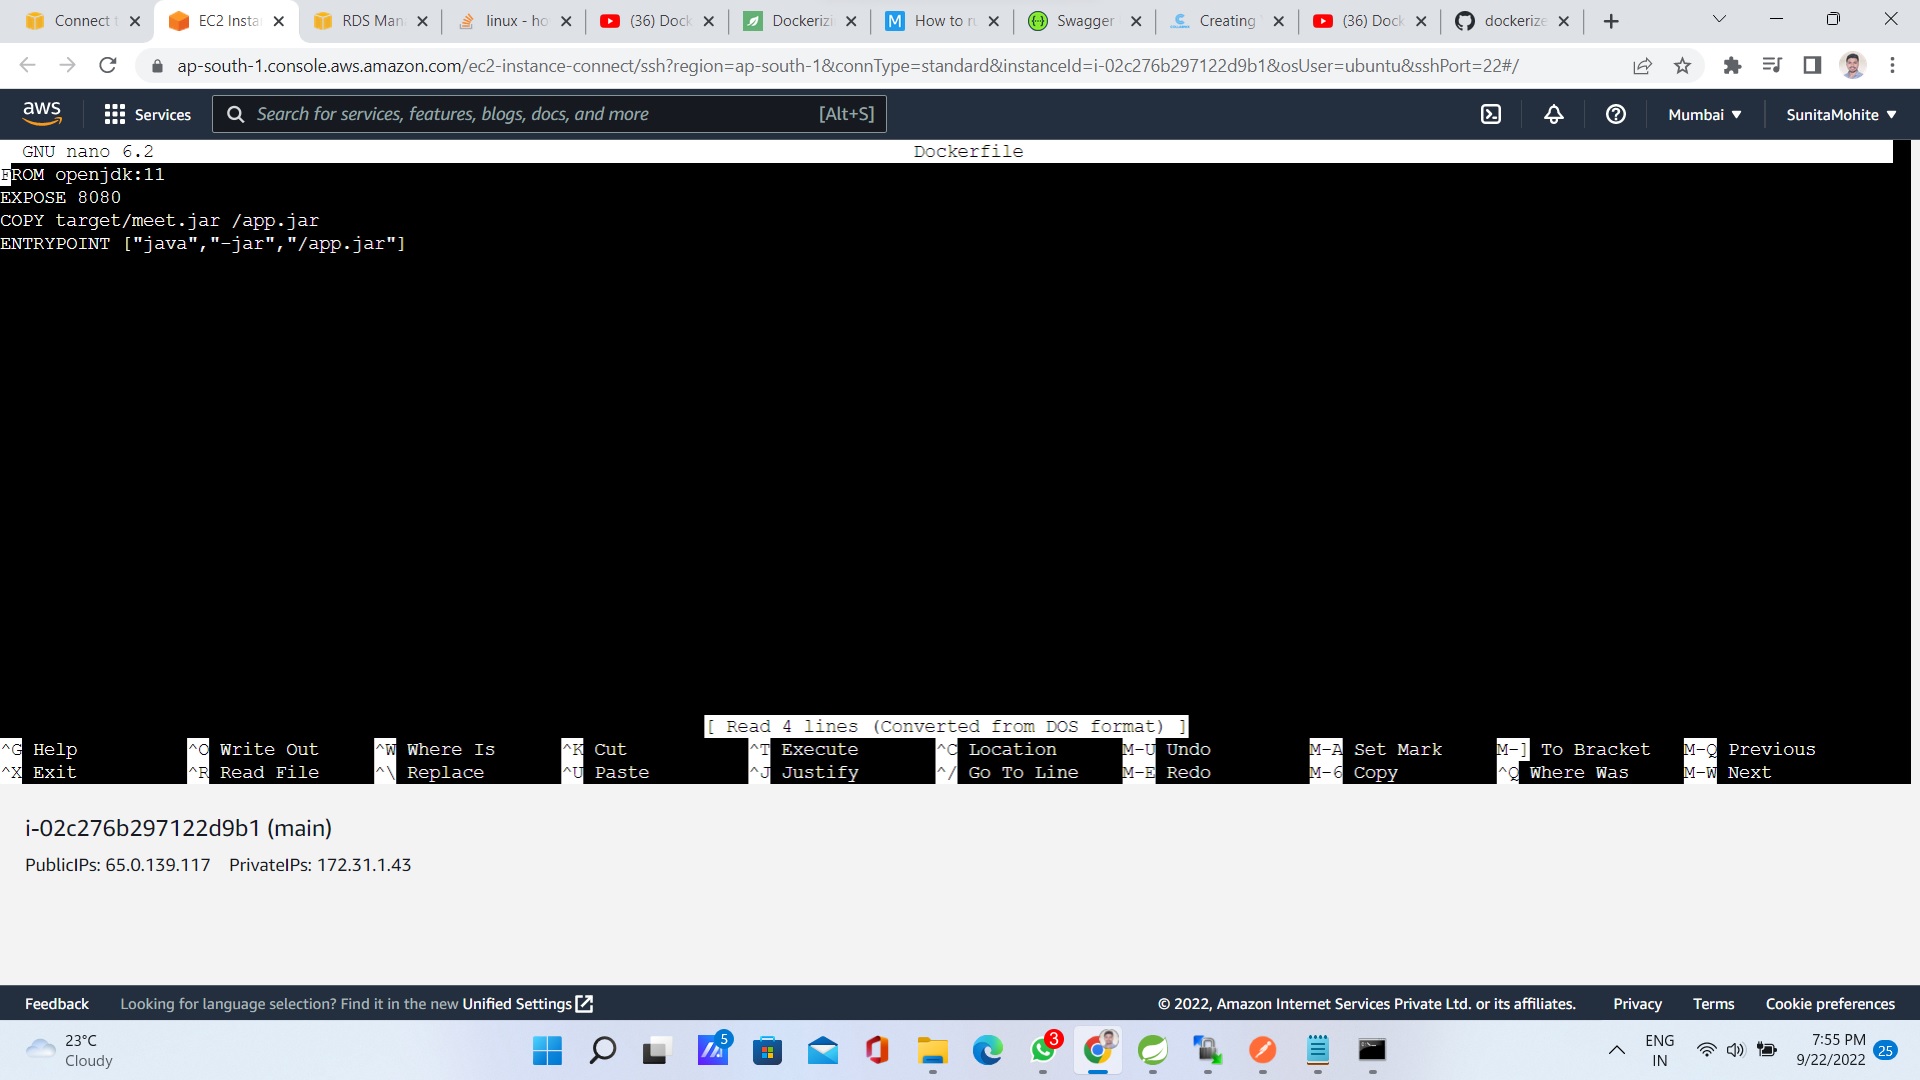 Connect t
EC2 Insta
RDS Man
linux - ho
(36) Dock
Dockerizi
How to r
Swagger
Creating
(36) Dock
dockerize
ap-south-1.console.aws.amazon.com/ec2-instance-connect/ssh?region=ap-south-1&connType=standard&instanceId=i-02c276b297122d9b1&osUser=ubuntu&sshPort=22#/
aws Services Search for services, features, blogs, docs, and more [Alt+S] Mumbai ▼ SunitaMohite ▼
GNU nano 6.2 Dockerfile
FROM openjdk:11
EXPOSE 8080
COPY target/meet.jar /app.jar
ENTRYPOINT ["java","-jar","/app.jar"]
[ Read 4 lines (Converted from DOS format) ]
^G Help ^O Write Out ^W Where Is ^K Cut ^T Execute ^C Location M-U Undo M-A Set Mark M-] To Bracket M-Q Previous
^X Exit ^R Read File ^\ Replace ^U Paste ^J Justify ^/ Go To Line M-E Redo M-6 Copy ^Q Where Was M-W Next
i-02c276b297122d9b1 (main)
PublicIPs: 65.0.139.117 PrivateIPs: 172.31.1.43
Feedback Looking for language selection? Find it in the new Unified Settings © 2022, Amazon Internet Services Private Ltd. or its affiliates. Privacy Terms Cookie preferences
23°C
Cloudy
5
3
ENG
IN
7:55 PM
9/22/2022
25